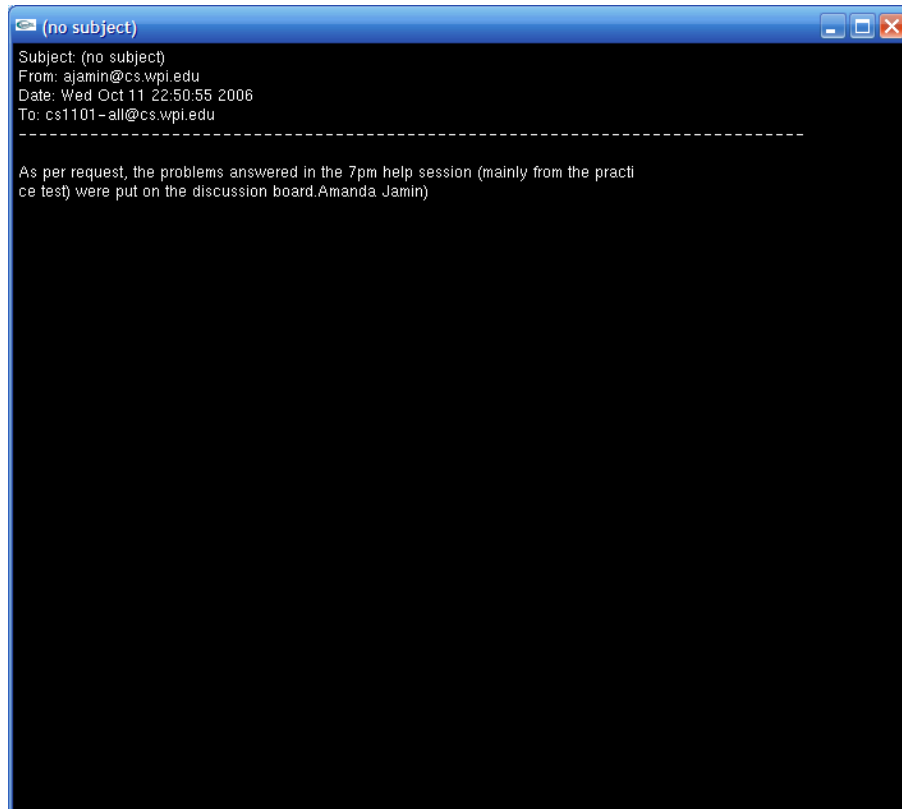 (no subject)
Subject: (no subject)
From: ajamin@cs.wpi.edu
Date: Wed Oct 11 22:50:55 2006
To: cs1101-all@cs.wpi.edu
--------------------------------------------------------------------------------
As per request, the problems answered in the 7pm help session (mainly from the practi
ce test) were put on the discussion board.Amanda Jamin)